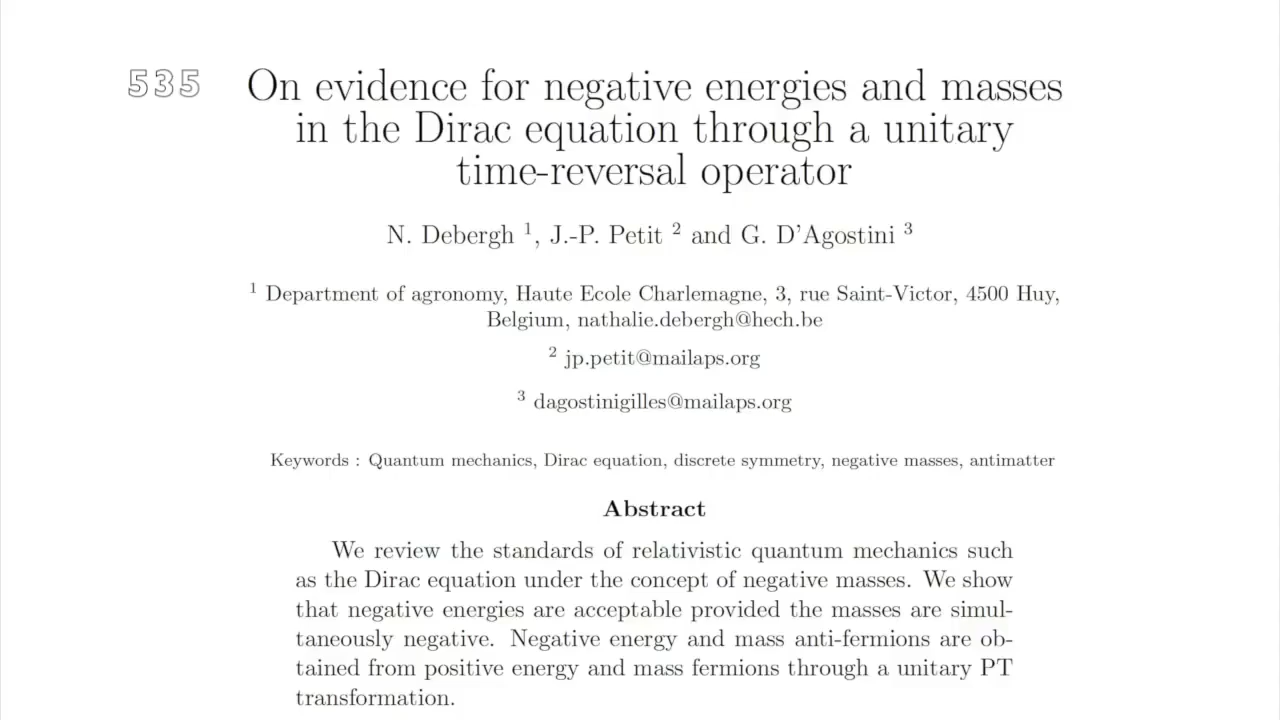 535
On evidence for negative energies and masses
in the Dirac equation through a unitary
time-reversal operator
N. Debergh ¹, J.-P. Petit ² and G. D'Agostini ³
¹ Department of agronomy, Haute Ecole Charlemagne, 3, rue Saint-Victor, 4500 Huy,
Belgium, nathalie.debergh@hech.be
² jp.petit@mailaps.org
³ dagostinigilles@mailaps.org
Keywords : Quantum mechanics, Dirac equation, discrete symmetry, negative masses, antimatter
Abstract
We review the standards of relativistic quantum mechanics such
as the Dirac equation under the concept of negative masses. We show
that negative energies are acceptable provided the masses are simul-
taneously negative. Negative energy and mass anti-fermions are ob-
tained from positive energy and mass fermions through a unitary PT
transformation.